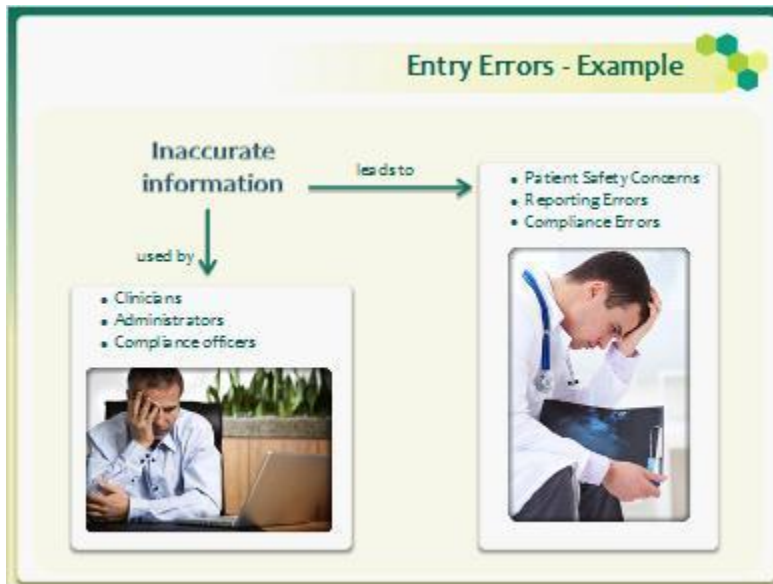 Entry Errors - Example
Inaccurate
information
leads to
• Patient Safety Concerns
• Reporting Errors
• Compliance Errors
used by
• Clinicians
• Administrators
• Compliance officers